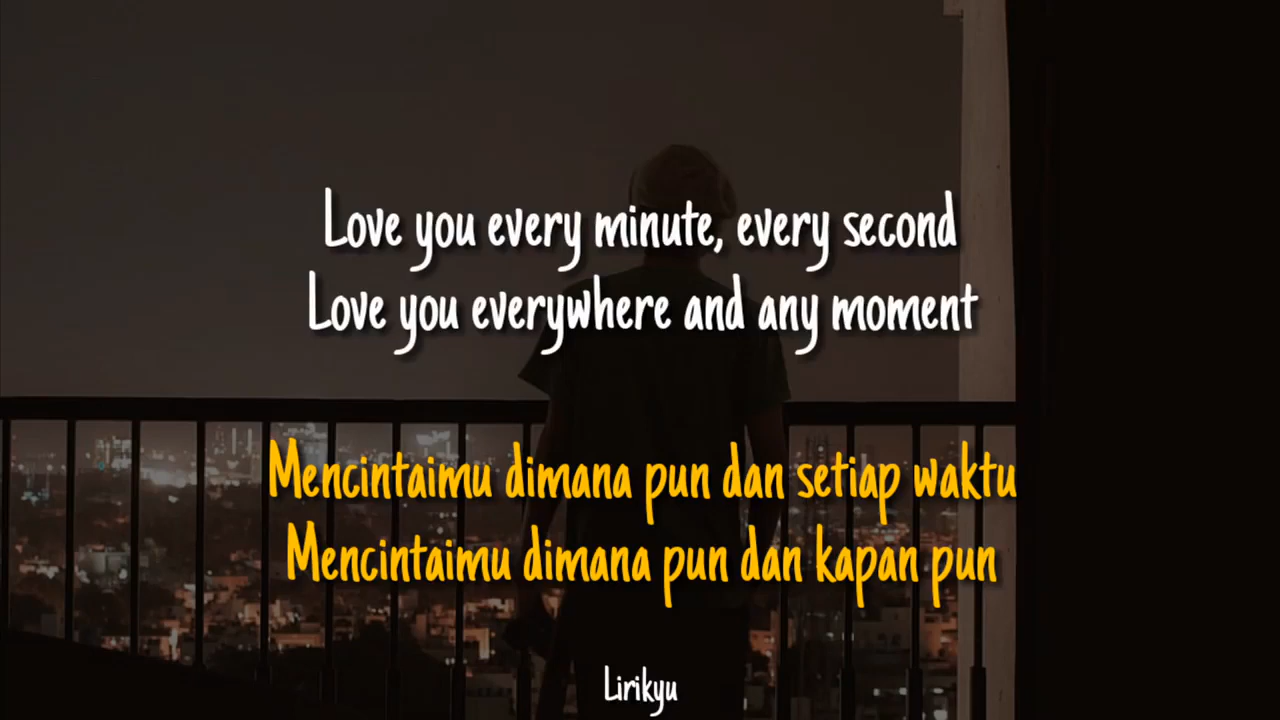 Love you every minute, every second
Love you everywhere and any moment
Mencintaimu dimana pun dan setiap waktu
Mencintaimu dimana pun dan kapan pun
Lirikyu